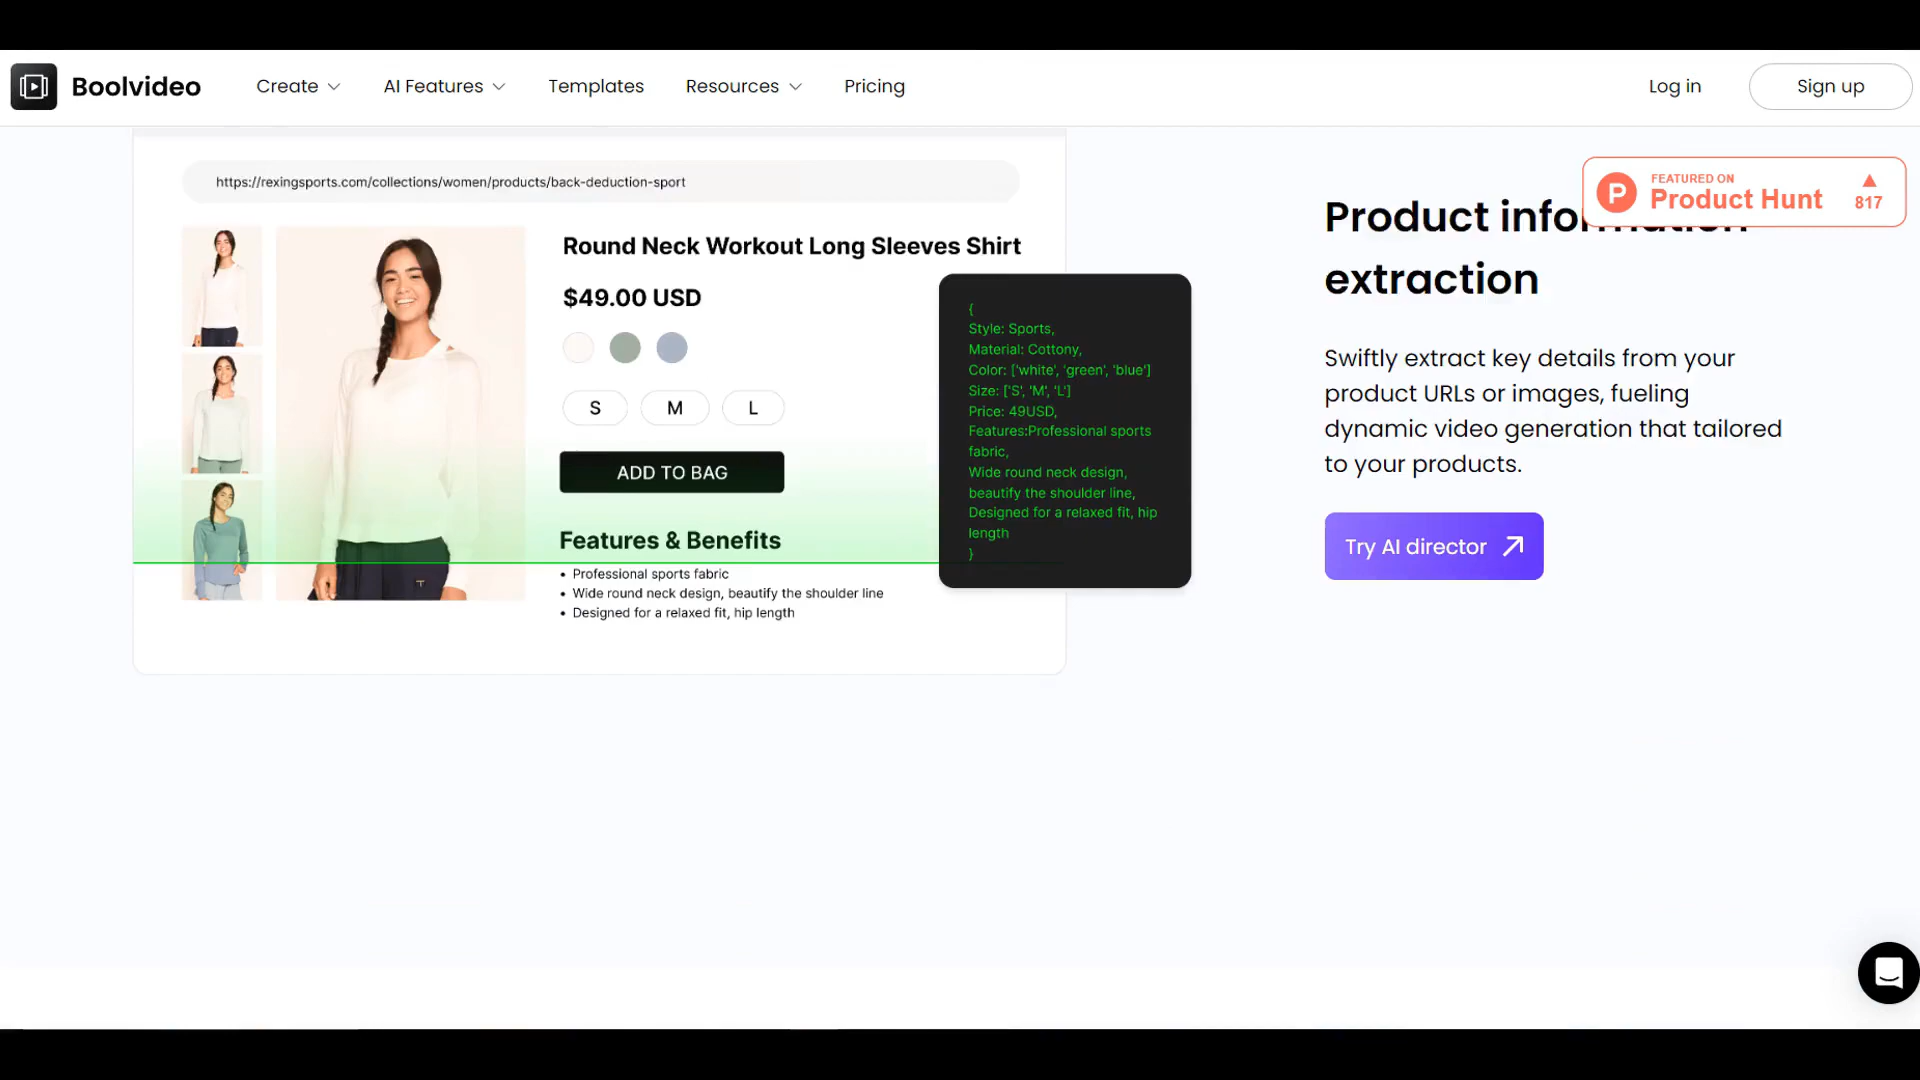 Boolvideo
Create
AI Features
Templates
Resources
Pricing
Log in
Sign up
https://rexingsports.com/collections/women/products/back-deduction-sport
Round Neck Workout Long Sleeves Shirt
$49.00 USD
S
M
L
ADD TO BAG
Features & Benefits
• Professional sports fabric
• Wide round neck design, beautify the shoulder line
• Designed for a relaxed fit, hip length
{
Style: Sports,
Material: Cottony,
Color: ['white', 'green', 'blue']
Size: ['S', 'M', 'L']
Price: 49USD,
Features:Professional sports
fabric,
Wide round neck design,
beautify the shoulder line,
Designed for a relaxed fit, hip
length
}
P
FEATURED ON
Product Hunt
817
Product information
extraction
Swiftly extract key details from your
product URLs or images, fueling
dynamic video generation that tailored
to your products.
Try AI director